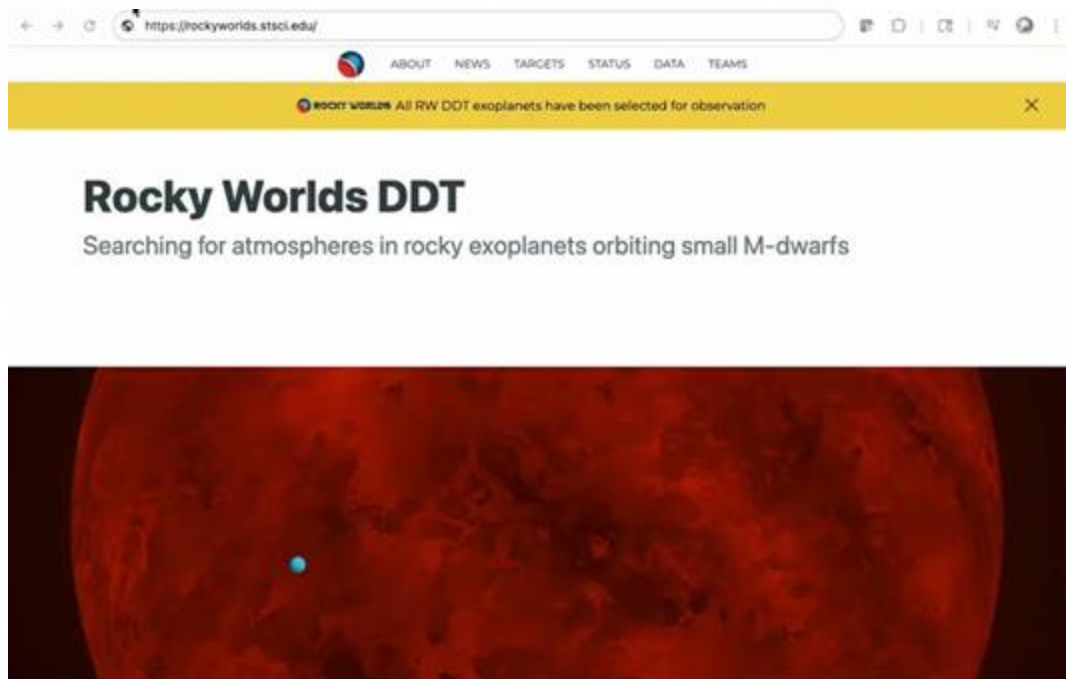 https://rockyworlds.stsci.edu/
ABOUT NEWS TARGETS STATUS DATA TEAMS
ROCKY WORLDS All RW DDT exoplanets have been selected for observation
Rocky Worlds DDT
Searching for atmospheres in rocky exoplanets orbiting small M-dwarfs